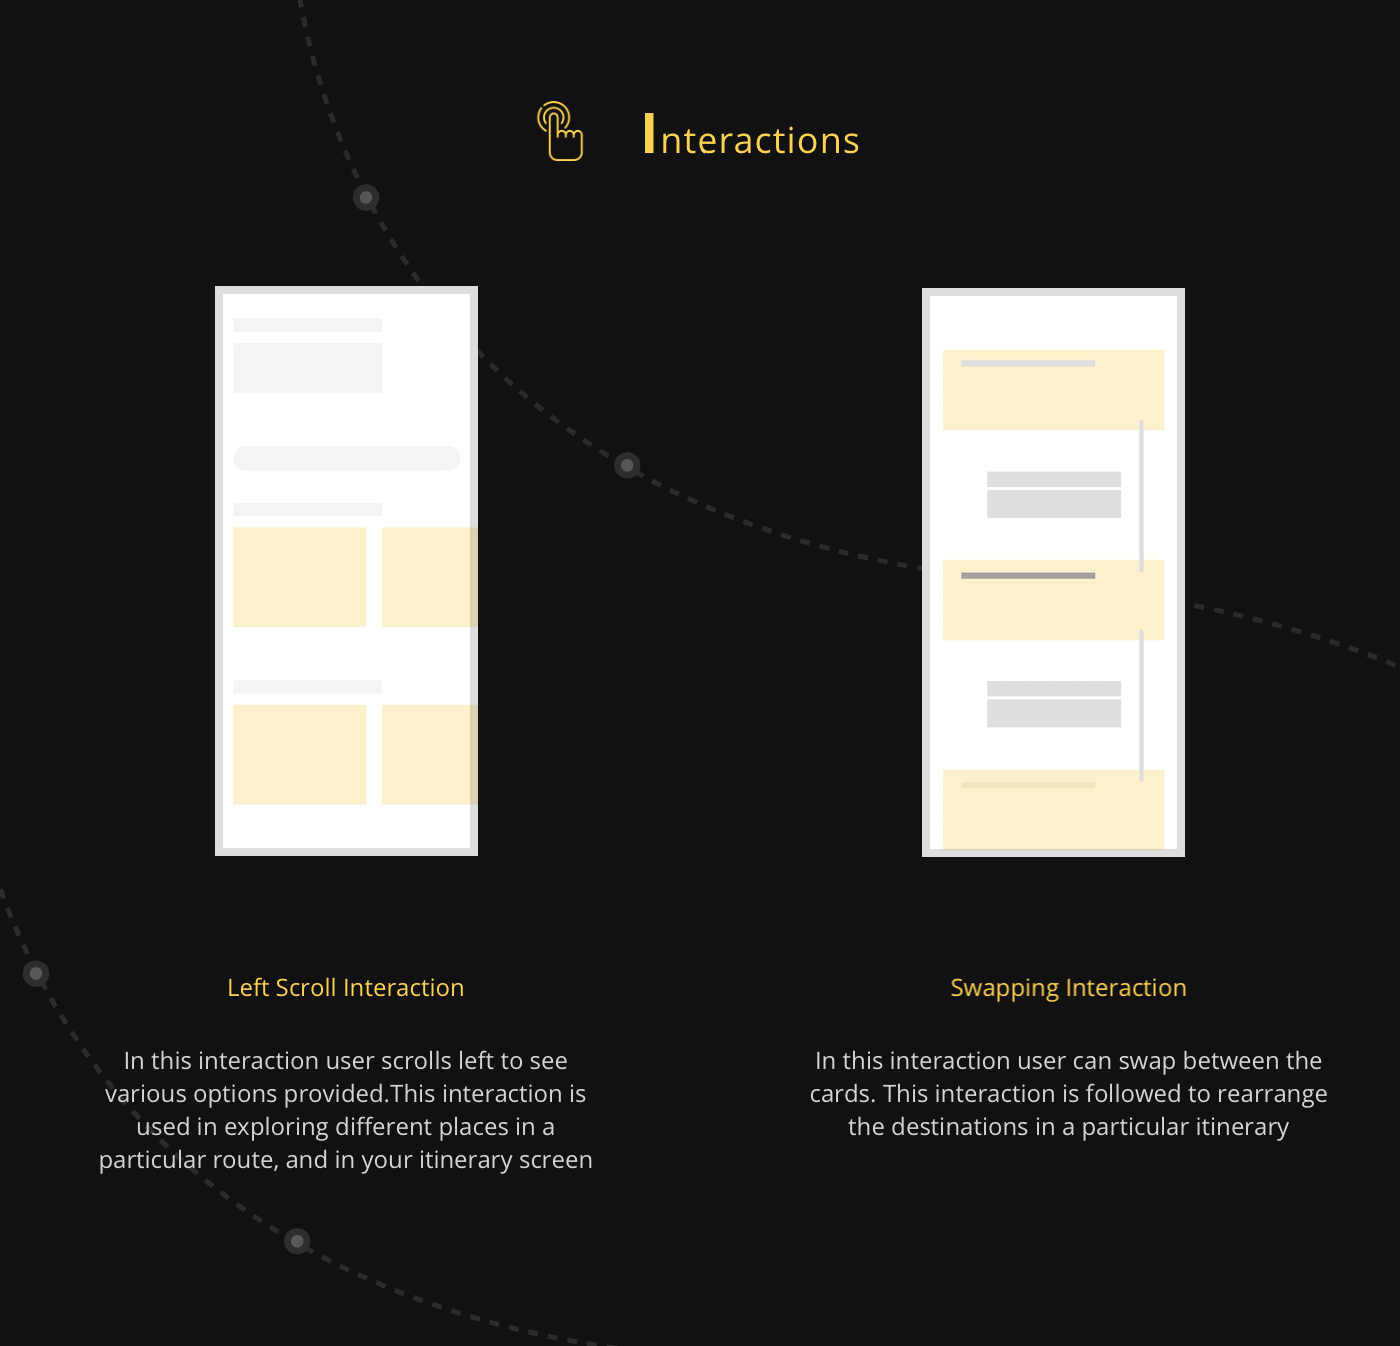 Interactions
Left Scroll Interaction
In this interaction user scrolls left to see
various options provided.This interaction is
used in exploring different places in a
particular route, and in your itinerary screen
Swapping Interaction
In this interaction user can swap between the
cards. This interaction is followed to rearrange
the destinations in a particular itinerary